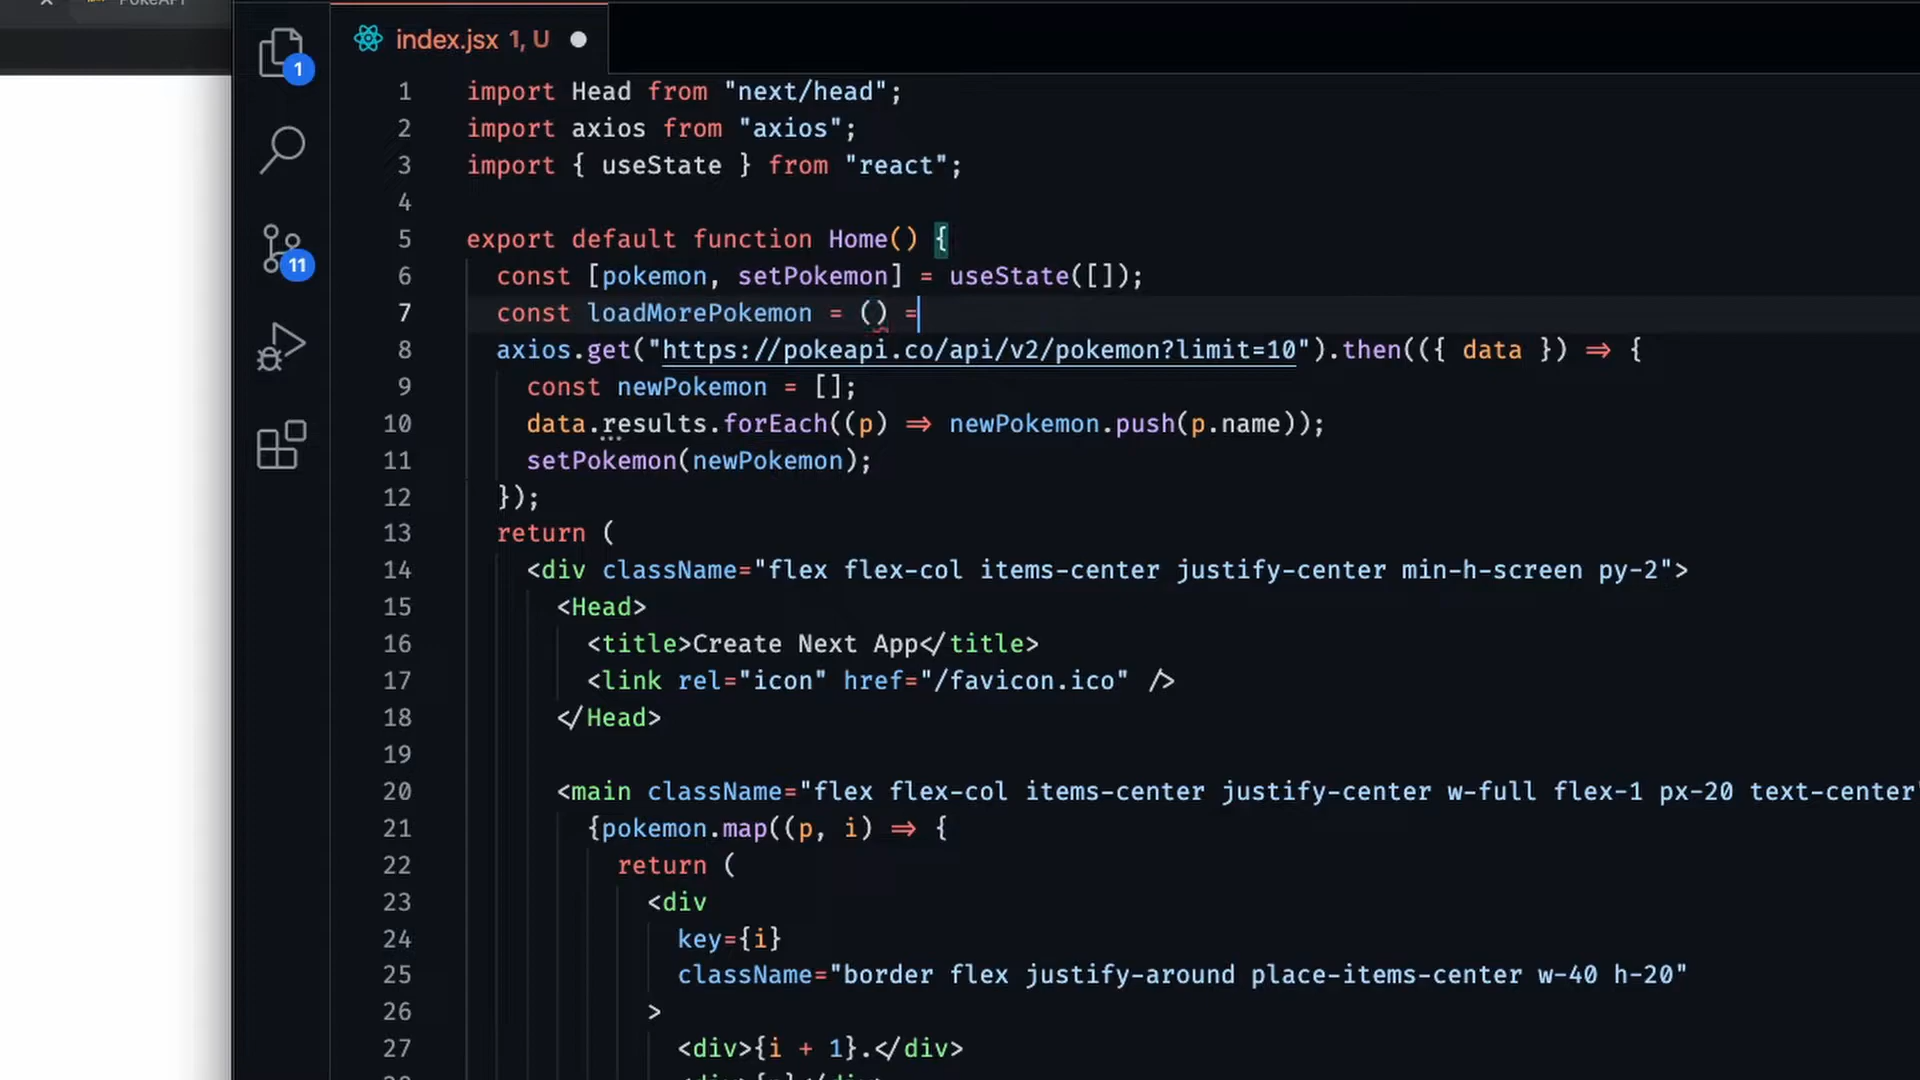 PokeAPI
index.jsx 1, U
1
11
1 import Head from "next/head";
2 import axios from "axios";
3 import { useState } from "react";
4
5 export default function Home() {
6 const [pokemon, setPokemon] = useState([]);
7 const loadMorePokemon = () =
8 axios.get("https://pokeapi.co/api/v2/pokemon?limit=10").then(({ data }) => {
9 const newPokemon = [];
10 data.results.forEach((p) => newPokemon.push(p.name));
11 setPokemon(newPokemon);
12 });
13 return (
14 <div className="flex flex-col items-center justify-center min-h-screen py-2">
15 <Head>
16 <title>Create Next App</title>
17 <link rel="icon" href="/favicon.ico" />
18 </Head>
19
20 <main className="flex flex-col items-center justify-center w-full flex-1 px-20 text-center"
21 {pokemon.map((p, i) => {
22 return (
23 <div
24 key={i}
25 className="border flex justify-around place-items-center w-40 h-20"
26 >
27 <div>{i + 1}.</div>